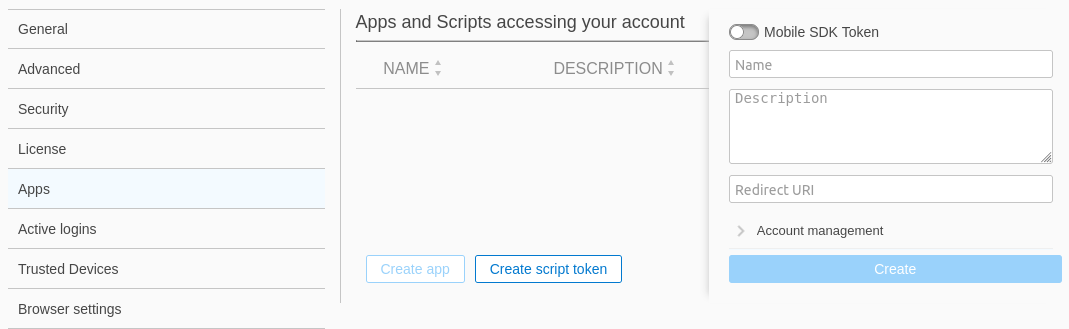 General
Advanced
Security
License
Apps
Active logins
Trusted Devices
Browser settings
Apps and Scripts accessing your account
NAME DESCRIPTION
Create app Create script token
Mobile SDK Token
Name
Description
Redirect URI
Account management
Create